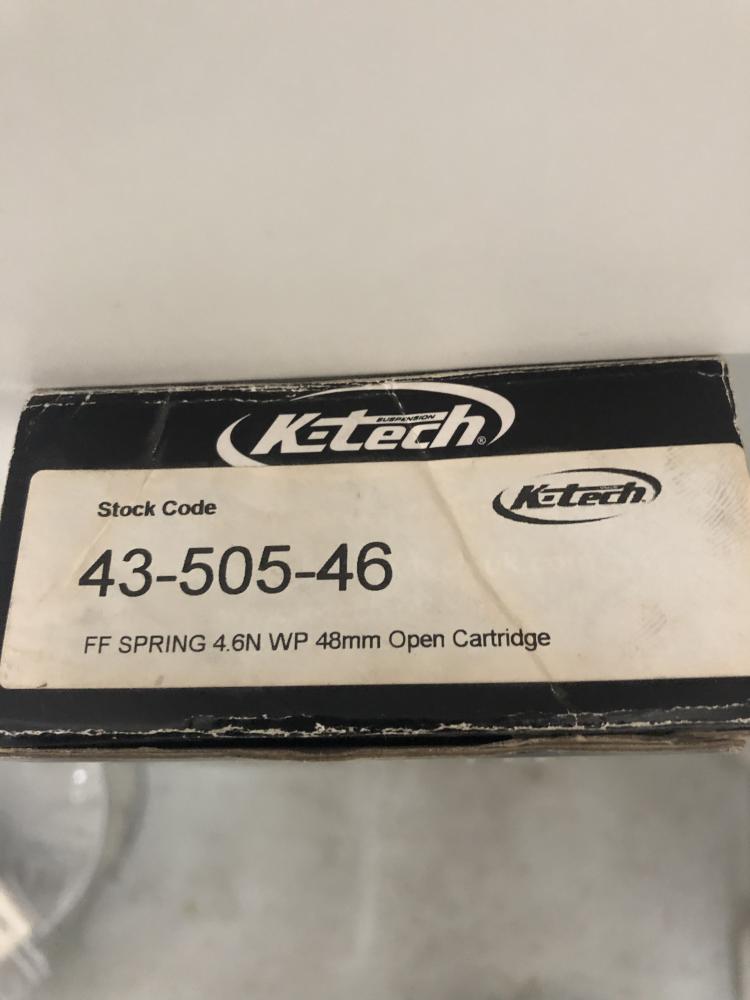 SUSPENSION
K-tech®
Stock Code
K-tech
43-505-46
FF SPRING 4.6N WP 48mm Open Cartridge